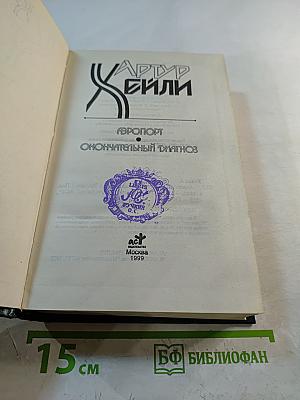 АРТУР
ХЕЙЛИ
АЭРОПОРТ
ОКОНЧАТЕЛЬНЫЙ ДИАГНОЗ
аст
Москва
1999
15 см
БФ БИБЛИОФАН